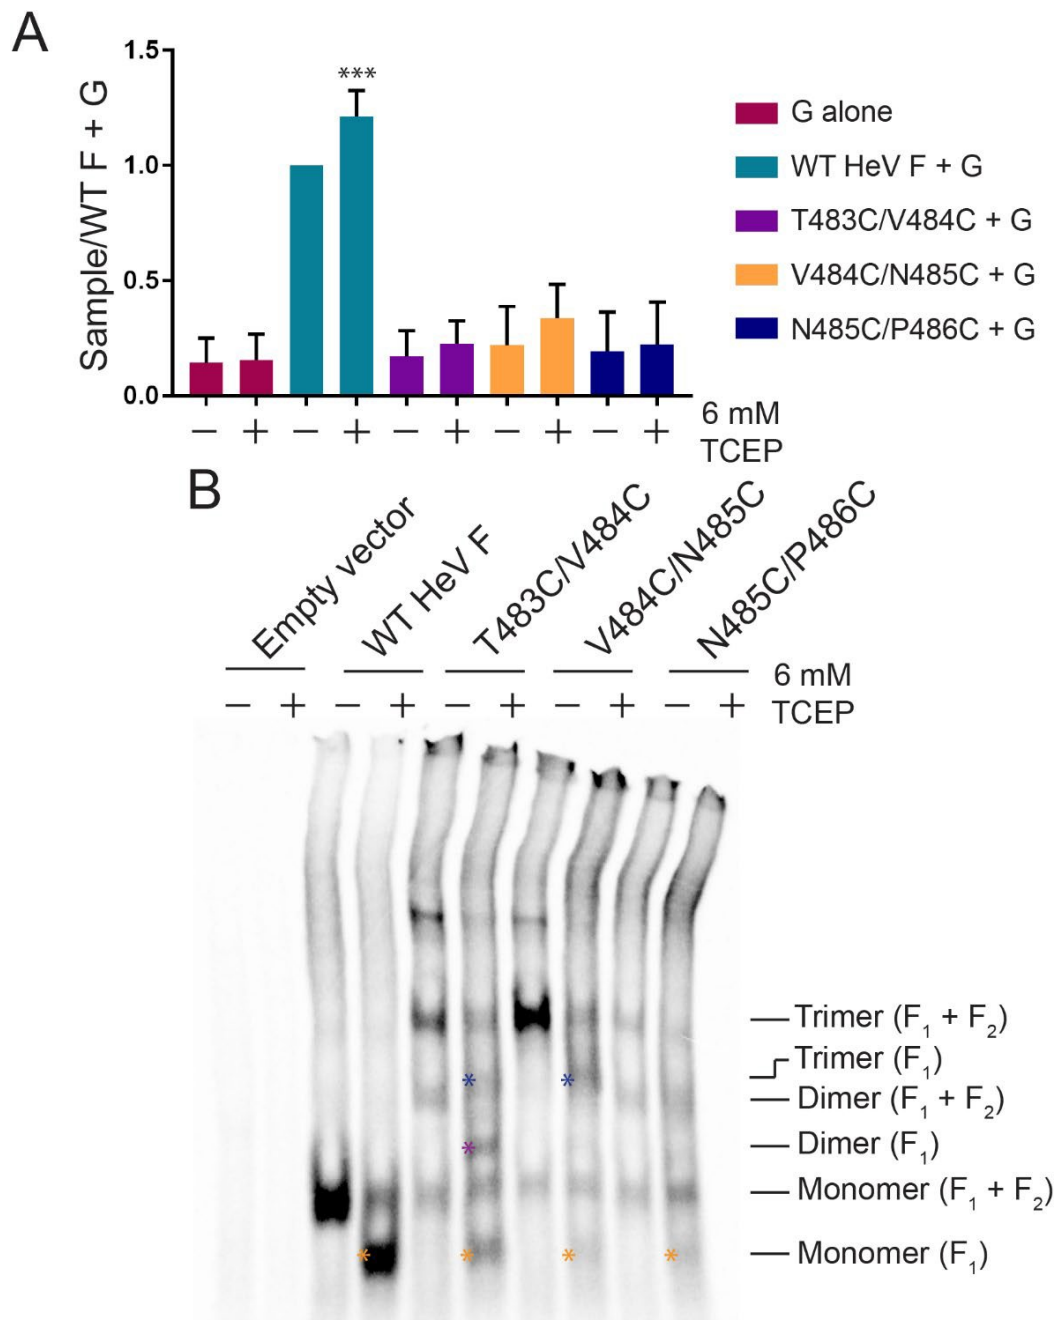 A
Sample/WT F + G
1.5
1.0
0.5
0.0
***
G alone
WT HeV F + G
T483C/V484C + G
V484C/N485C + G
N485C/P486C + G
− + − + − + − + − +
6 mM
TCEP
B
Empty vector
WT HeV F
T483C/V484C
V484C/N485C
N485C/P486C
− + − + − + − + − +
6 mM
TCEP
Trimer (F₁ + F₂)
Trimer (F₁)
Dimer (F₁ + F₂)
Dimer (F₁)
Monomer (F₁ + F₂)
Monomer (F₁)
* *
*
* * * *